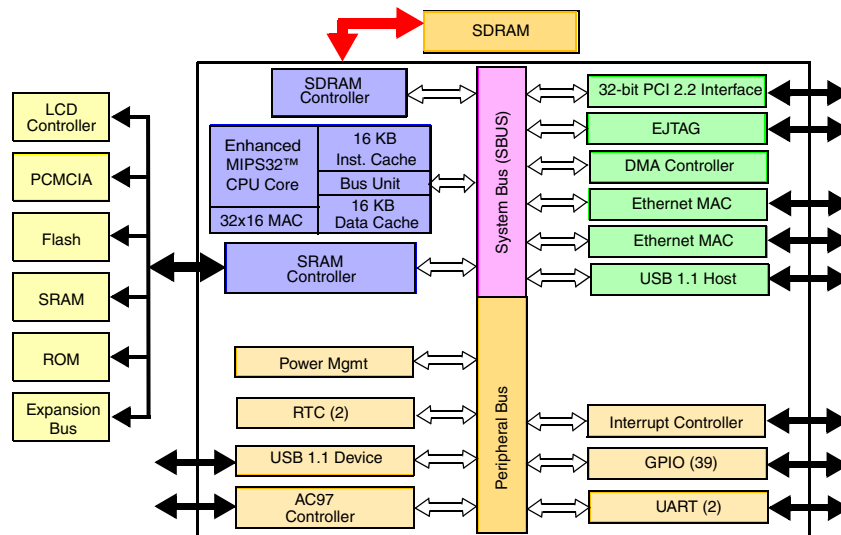 SDRAM
SDRAM
Controller
Enhanced
MIPS32™
CPU Core
16 KB
Inst. Cache
Bus Unit
32x16 MAC
16 KB
Data Cache
SRAM
Controller
LCD
Controller
PCMCIA
Flash
SRAM
ROM
Expansion
Bus
System Bus (SBUS)
32-bit PCI 2.2 Interface
EJTAG
DMA Controller
Ethernet MAC
Ethernet MAC
USB 1.1 Host
Power Mgmt
RTC (2)
USB 1.1 Device
AC97
Controller
Peripheral Bus
Interrupt Controller
GPIO (39)
UART (2)